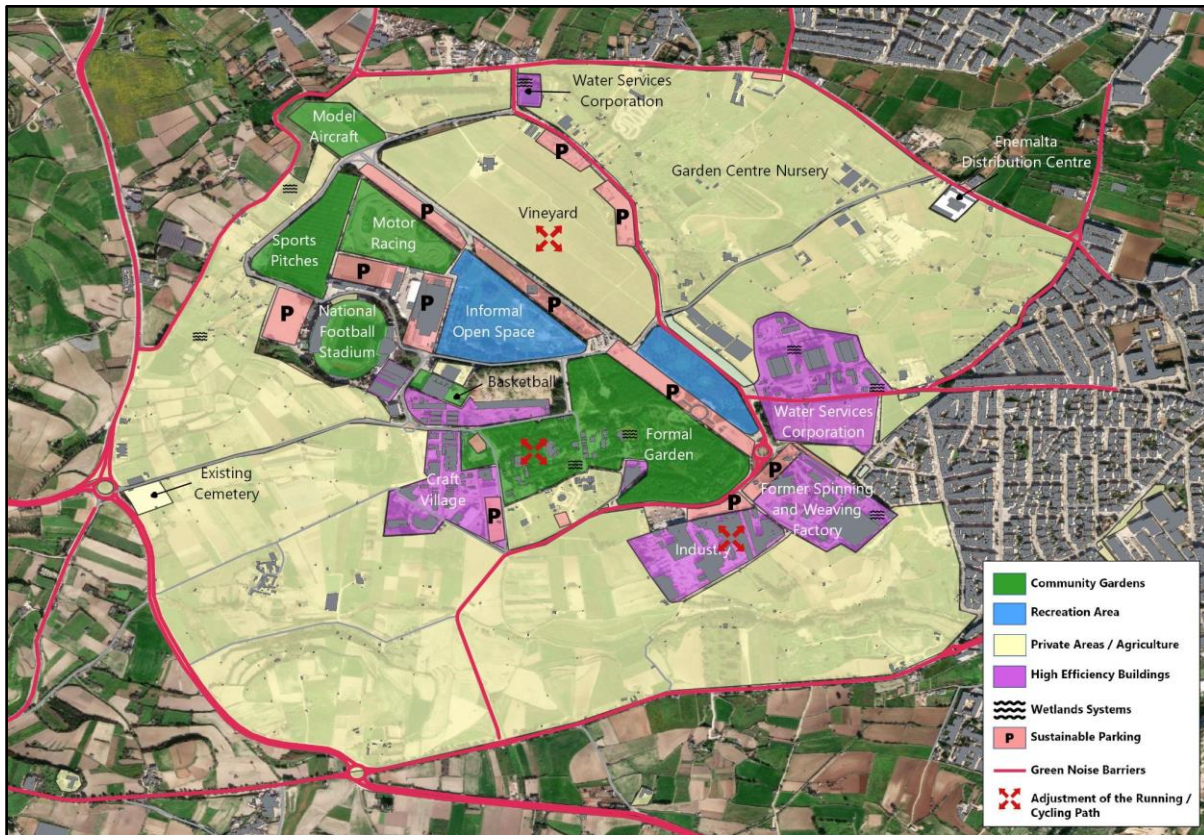 Water Services
Corporation
Model
Aircraft
Enemalta
Distribution Centre
P
Garden Centre Nursery
P
Vineyard
P
Motor
Racing
Sports
Pitches
P
P
P
National
Football
Stadium
Informal
Open Space
P
Basketball
P
Water Services
Corporation
Formal
Garden
Existing
Cemetery
Craft
Village
P
P
P
Former Spinning
and Weaving
Factory
Community Gardens
Recreation Area
Private Areas / Agriculture
High Efficiency Buildings
Wetlands Systems
P Sustainable Parking
Green Noise Barriers
Adjustment of the Running /
Cycling Path